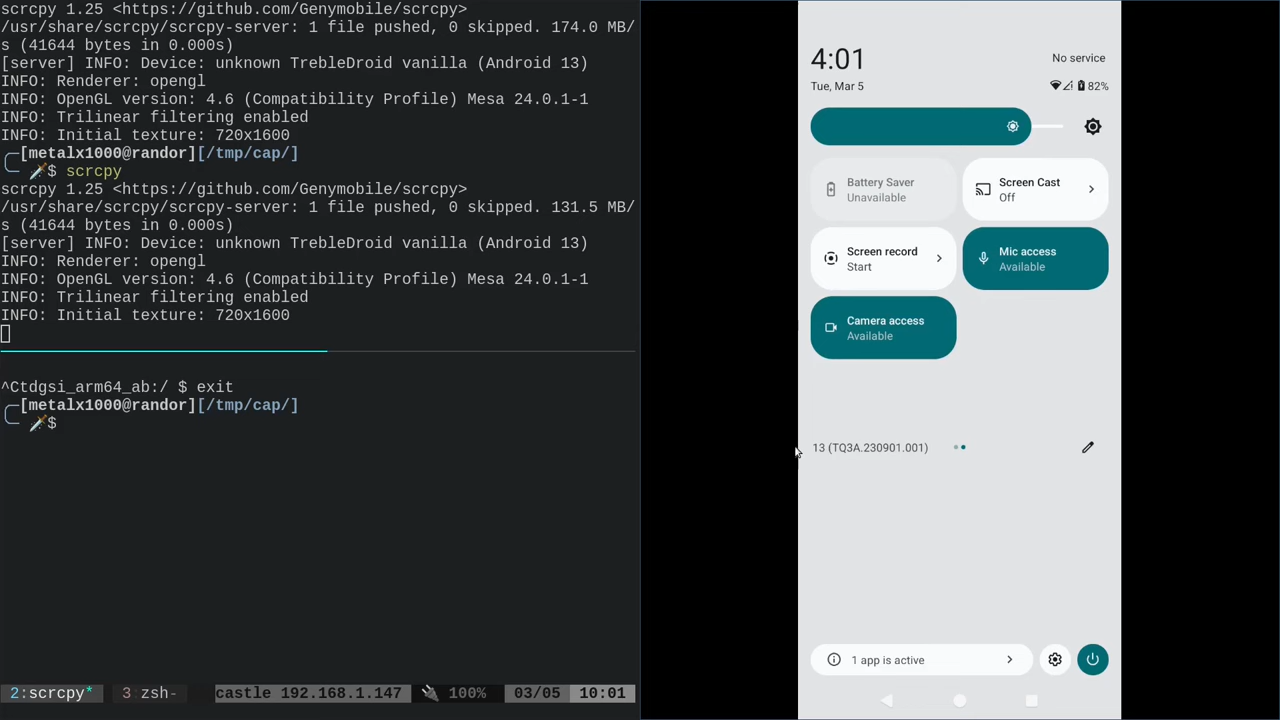 scrcpy 1.25 <https://github.com/Genymobile/scrcpy>
/usr/share/scrcpy/scrcpy-server: 1 file pushed, 0 skipped. 174.0 MB/
s (41644 bytes in 0.000s)
[server] INFO: Device: unknown TrebleDroid vanilla (Android 13)
INFO: Renderer: opengl
INFO: OpenGL version: 4.6 (Compatibility Profile) Mesa 24.0.1-1
INFO: Trilinear filtering enabled
INFO: Initial texture: 720x1600
[metalx1000@randor][/tmp/cap/]
$ scrcpy
scrcpy 1.25 <https://github.com/Genymobile/scrcpy>
/usr/share/scrcpy/scrcpy-server: 1 file pushed, 0 skipped. 131.5 MB/
s (41644 bytes in 0.000s)
[server] INFO: Device: unknown TrebleDroid vanilla (Android 13)
INFO: Renderer: opengl
INFO: OpenGL version: 4.6 (Compatibility Profile) Mesa 24.0.1-1
INFO: Trilinear filtering enabled
INFO: Initial texture: 720x1600
^Ctdgsi_arm64_ab:/ $ exit
[metalx1000@randor][/tmp/cap/]
$
2:scrcpy* 3 zsh- castle 192.168.1.147 100% 03/05 10:01
4:01
No service
Tue, Mar 5
82%
Battery Saver
Unavailable
Screen Cast
Off
Screen record
Start
Mic access
Available
Camera access
Available
13 (TQ3A.230901.001)
1 app is active